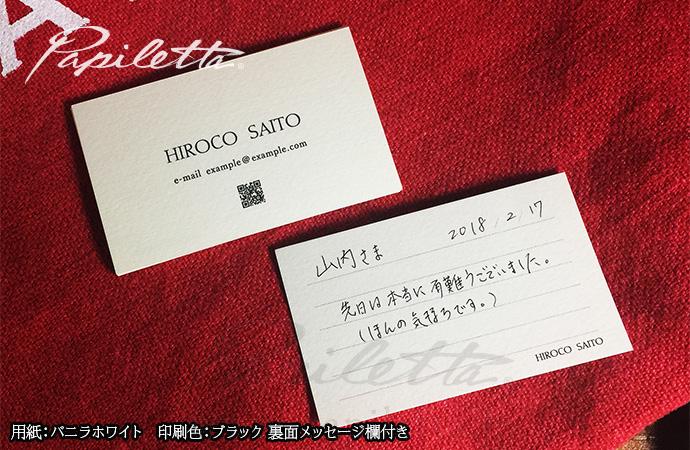 A
Papiletta
HIROCO SAITO
e-mail example@example.com
2018 / 2 / 17
山内さま
先日は本当に有難うございました。
(ほんの気持ちです。)
HIROCO SAITO
Papiletta
用紙：バニラホワイト 印刷色：ブラック 裏面メッセージ欄付き